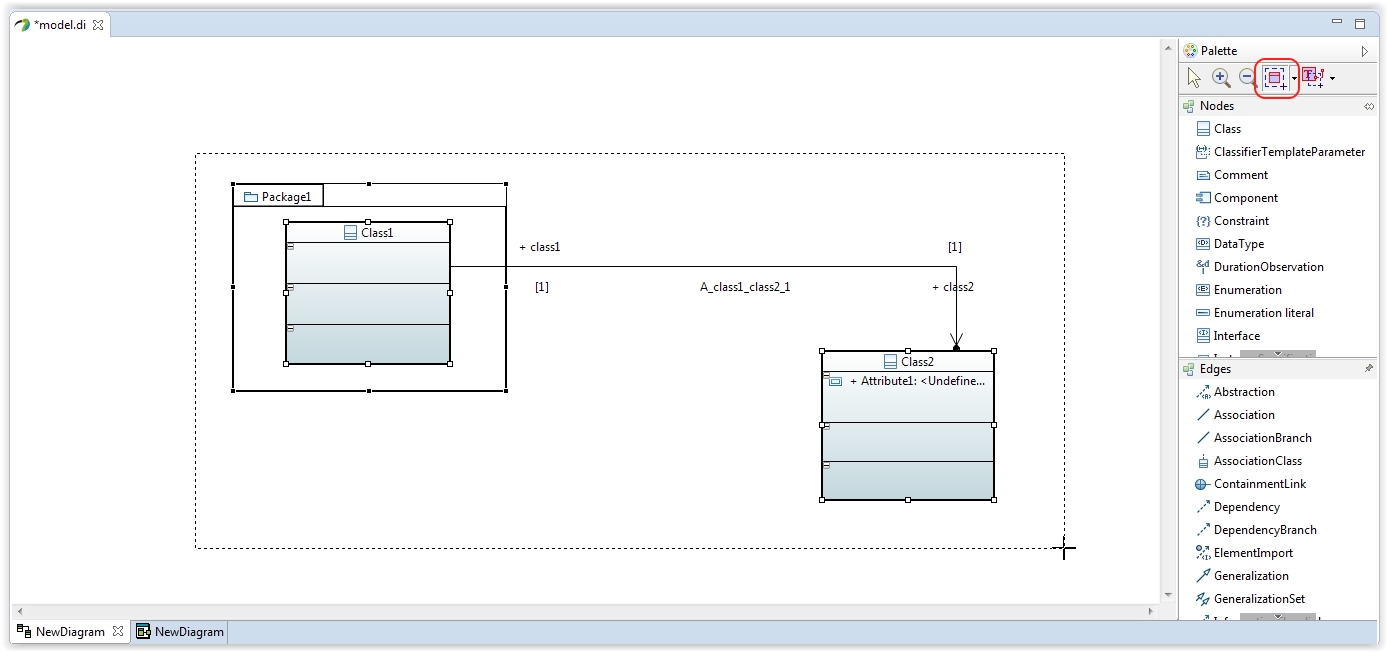 *model.di
Package1
Class1
+ class1
[1]
[1]
A_class1_class2_1
+ class2
Class2
+ Attribute1: <Undefine...
NewDiagram
NewDiagram
Palette
Nodes
Class
ClassifierTemplateParameter
Comment
Component
Constraint
DataType
DurationObservation
Enumeration
Enumeration literal
Interface
Edges
Abstraction
Association
AssociationBranch
AssociationClass
ContainmentLink
Dependency
DependencyBranch
ElementImport
Generalization
GeneralizationSet